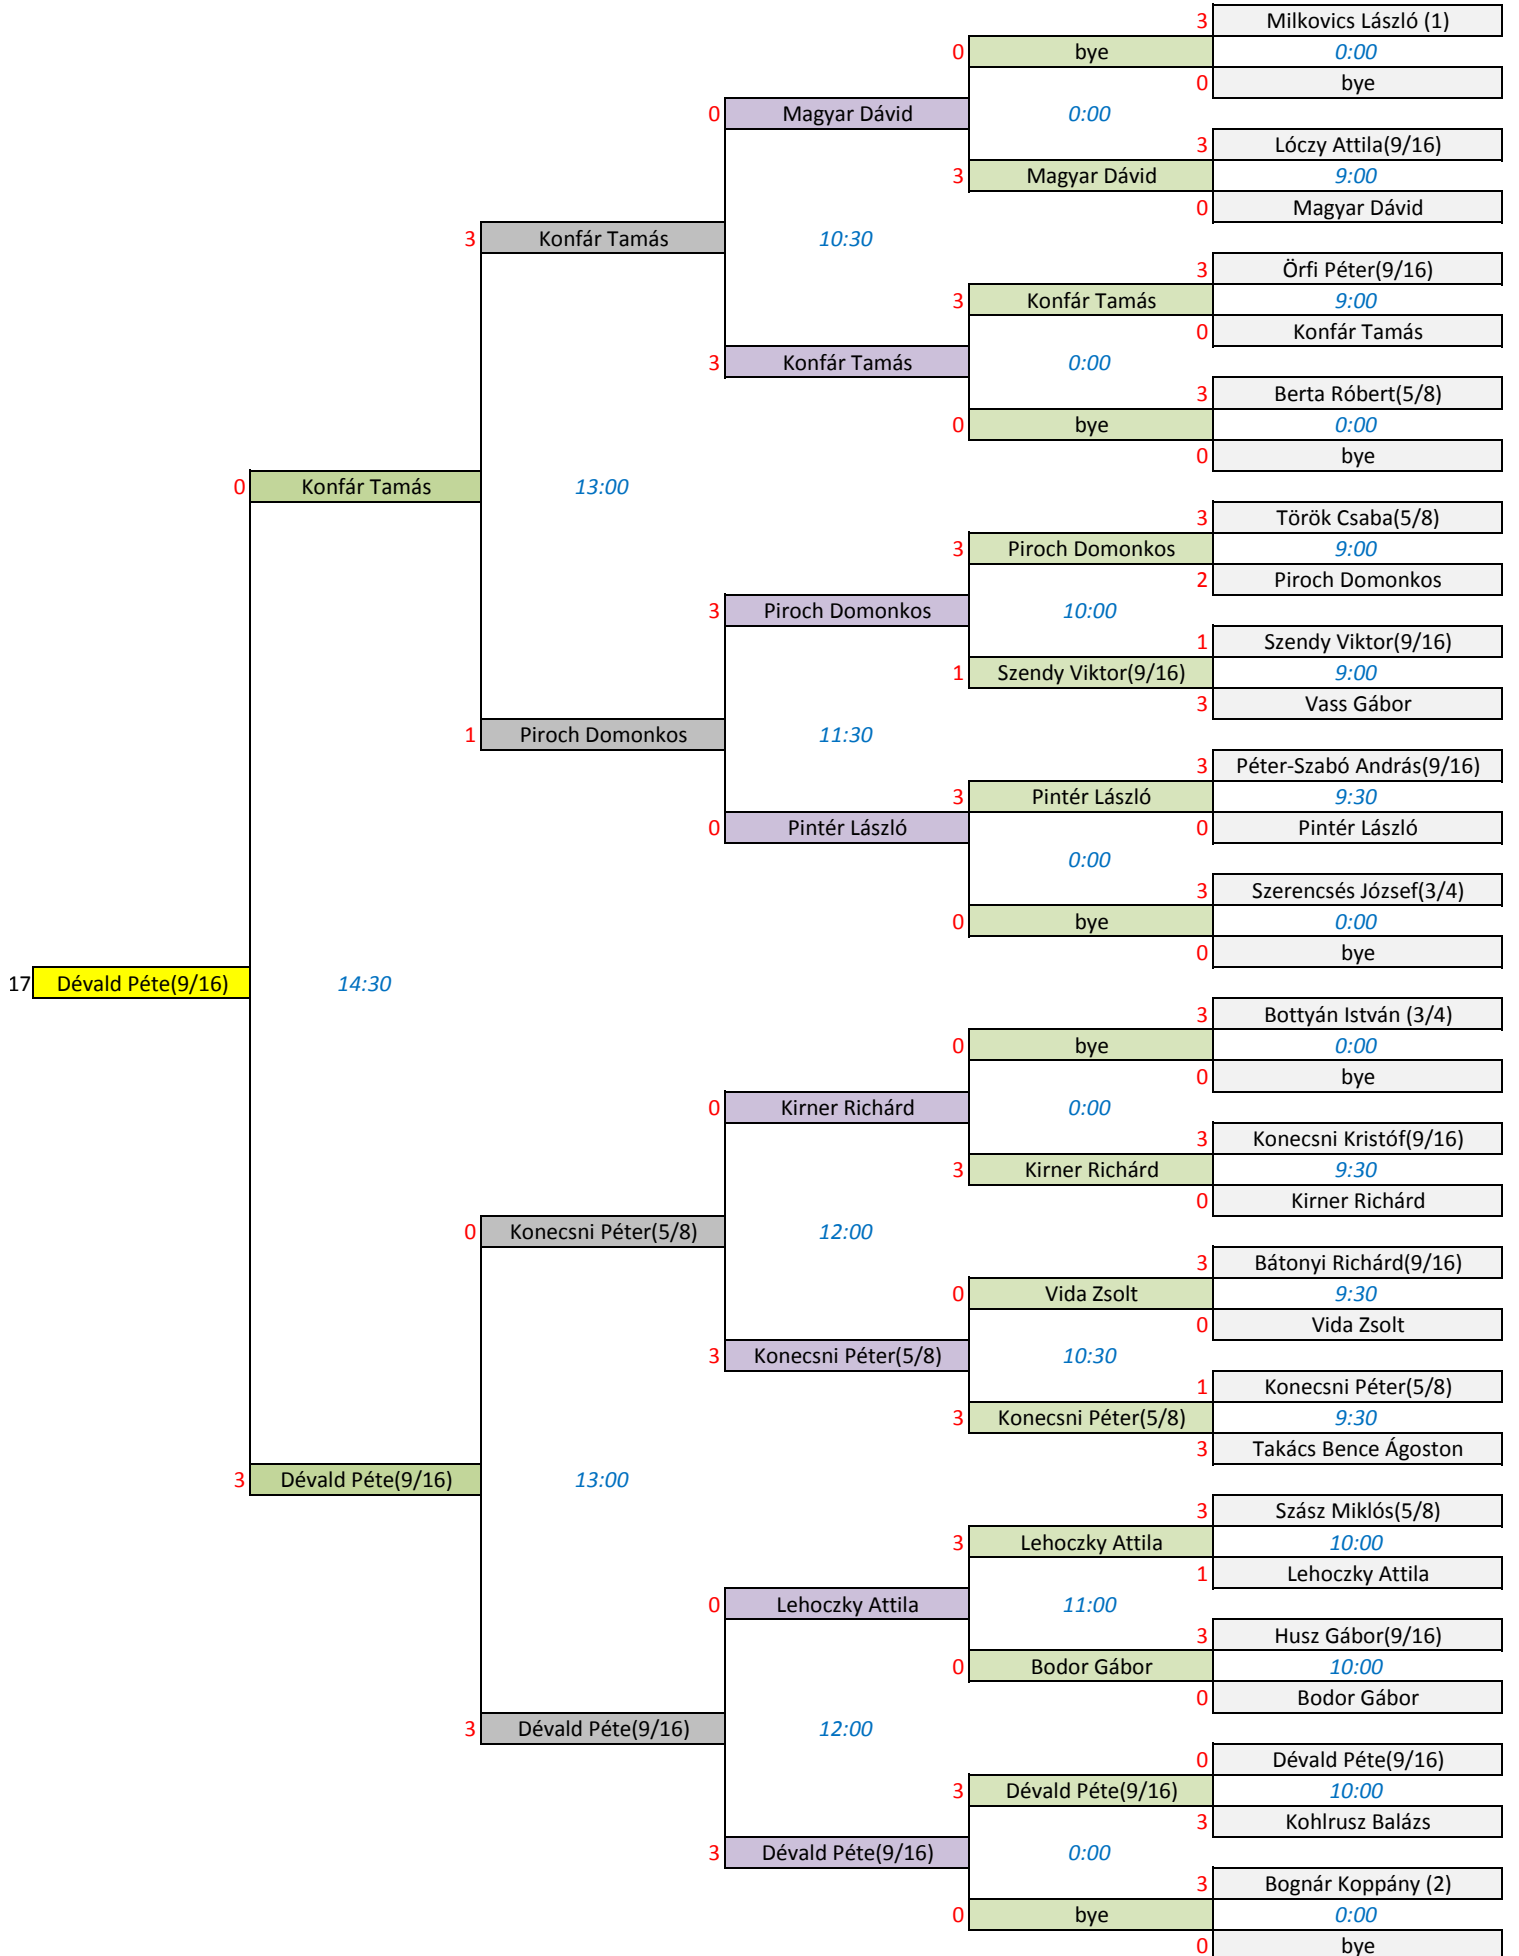 3 Milkovics László (1)
0 bye 0:00
0 bye
0 Magyar Dávid 0:00
3 Lóczy Attila(9/16)
3 Magyar Dávid 9:00
0 Magyar Dávid
3 Konfár Tamás 10:30
3 Örfi Péter(9/16)
3 Konfár Tamás 9:00
0 Konfár Tamás
3 Konfár Tamás 0:00
3 Berta Róbert(5/8)
0 bye 0:00
0 bye
0 Konfár Tamás 13:00
3 Török Csaba(5/8)
3 Piroch Domonkos 9:00
2 Piroch Domonkos
3 Piroch Domonkos 10:00
1 Szendy Viktor(9/16)
1 Szendy Viktor(9/16) 9:00
3 Vass Gábor
1 Piroch Domonkos 11:30
3 Péter-Szabó András(9/16)
3 Pintér László 9:30
0 Pintér László 0 Pintér László
0:00
3 Szerencsés József(3/4)
0 bye 0:00
0 bye
17 Dévald Péte(9/16) 14:30
3 Bottyán István (3/4)
0 bye 0:00
0 bye
0 Kirner Richárd 0:00
3 Konecsni Kristóf(9/16)
3 Kirner Richárd 9:30
0 Kirner Richárd
0 Konecsni Péter(5/8) 12:00
3 Bátonyi Richárd(9/16)
0 Vida Zsolt 9:30
0 Vida Zsolt
3 Konecsni Péter(5/8) 10:30
1 Konecsni Péter(5/8)
3 Konecsni Péter(5/8) 9:30
3 Takács Bence Ágoston
3 Dévald Péte(9/16) 13:00
3 Szász Miklós(5/8)
3 Lehoczky Attila 10:00
1 Lehoczky Attila
0 Lehoczky Attila 11:00
3 Husz Gábor(9/16)
0 Bodor Gábor 10:00
0 Bodor Gábor
3 Dévald Péte(9/16) 12:00
0 Dévald Péte(9/16)
3 Dévald Péte(9/16) 10:00
3 Kohlrusz Balázs
3 Dévald Péte(9/16) 0:00
3 Bognár Koppány (2)
0 bye 0:00
0 bye